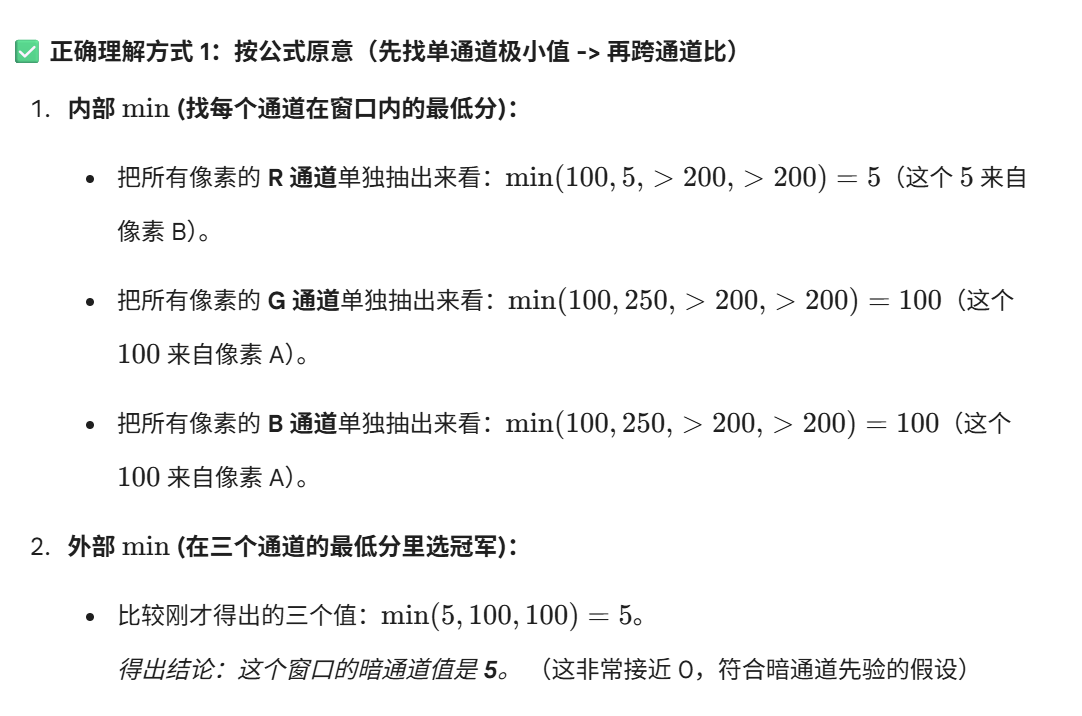 ✅ 正确理解方式 1：按公式原意（先找单通道极小值 -> 再跨通道比）
1. 内部 min (找每个通道在窗口内的最低分)：
• 把所有像素的 R 通道单独抽出来看：min(100, 5, > 200, > 200) = 5（这个 5 来自
像素 B）。
• 把所有像素的 G 通道单独抽出来看：min(100, 250, > 200, > 200) = 100（这个
100 来自像素 A）。
• 把所有像素的 B 通道单独抽出来看：min(100, 250, > 200, > 200) = 100（这个
100 来自像素 A）。
2. 外部 min (在三个通道的最低分里选冠军)：
• 比较刚才得出的三个值：min(5, 100, 100) = 5。
得出结论：这个窗口的暗通道值是 5。（这非常接近 0，符合暗通道先验的假设）